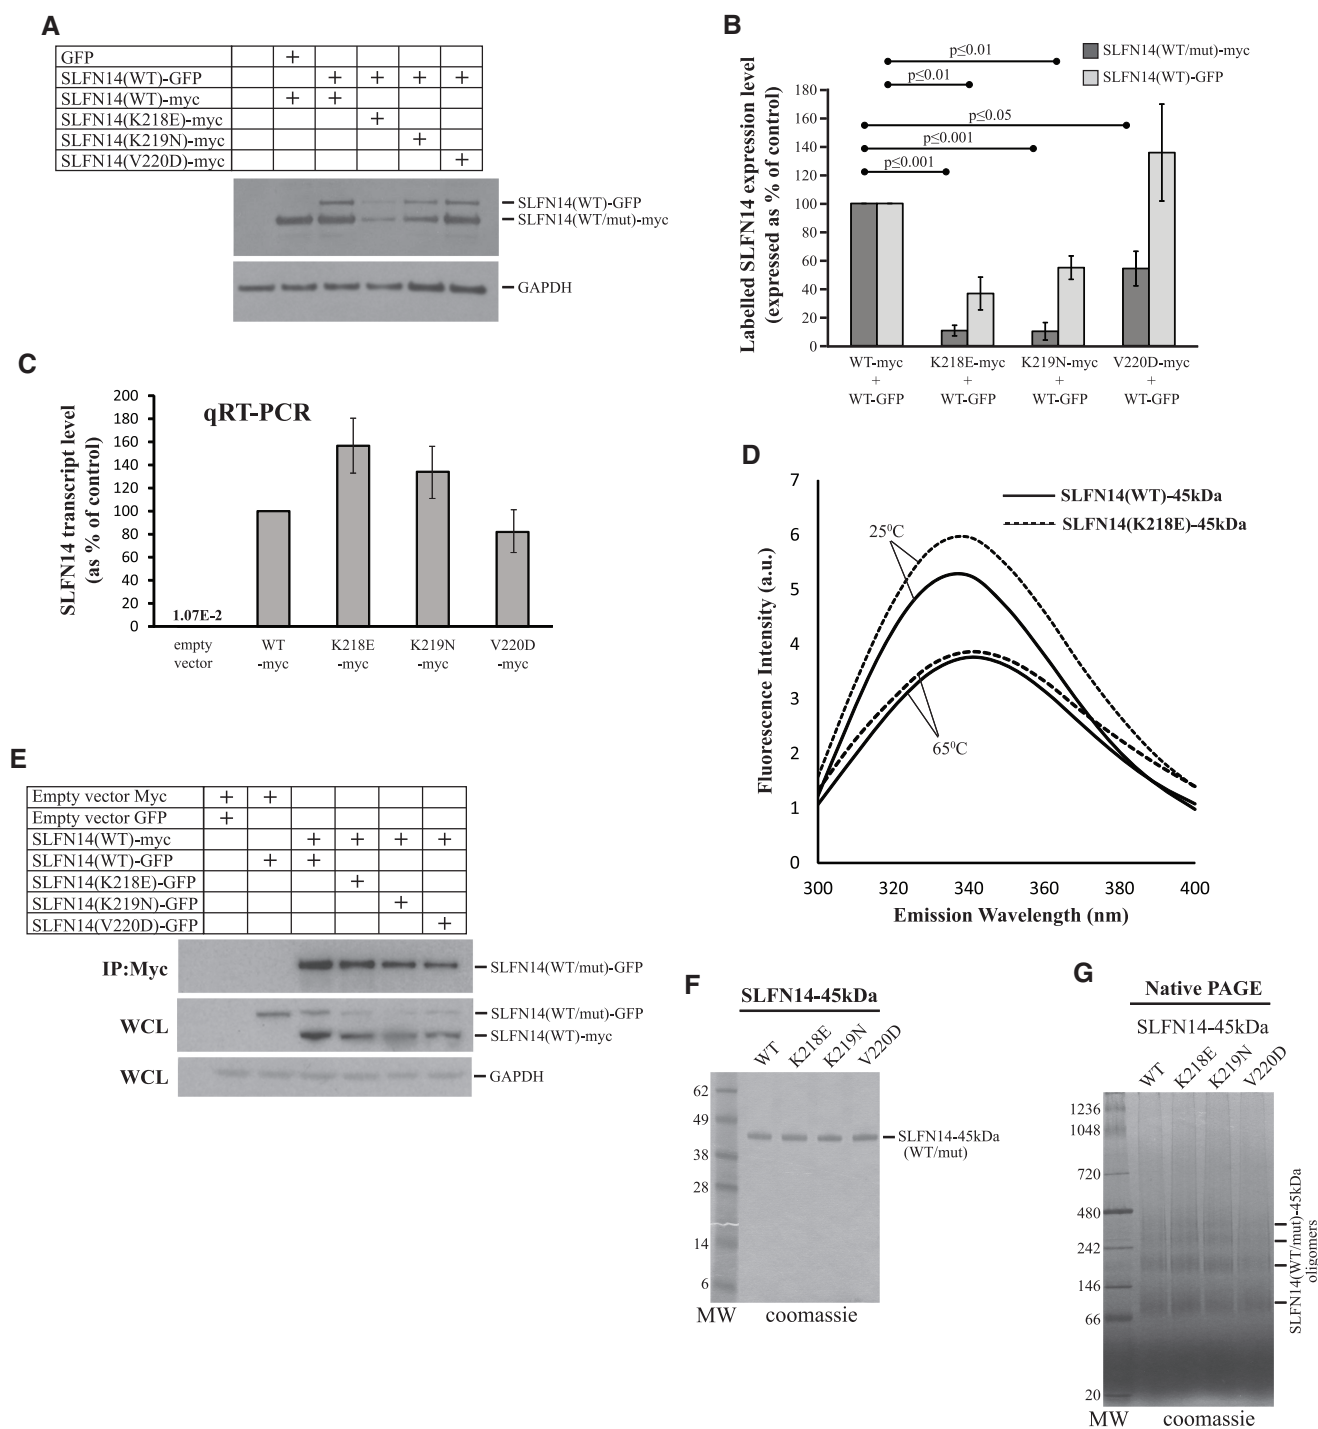 A
GFP +
SLFN14(WT)-GFP + + + +
SLFN14(WT)-myc + +
SLFN14(K218E)-myc +
SLFN14(K219N)-myc +
SLFN14(V220D)-myc +
SLFN14(WT)-GFP
SLFN14(WT/mut)-myc
GAPDH
B
SLFN14(WT/mut)-myc
SLFN14(WT)-GFP
p≤0.01
p≤0.01
p≤0.05
p≤0.001
p≤0.001
Labelled SLFN14 expression level
(expressed as % of control)
180
160
140
120
100
80
60
40
20
0
WT-myc K218E-myc K219N-myc V220D-myc
+ + + +
WT-GFP WT-GFP WT-GFP WT-GFP
C
qRT-PCR
SLFN14 transcript level
(as % of control)
200
180
160
140
120
100
80
60
40
20
0
1.07E-2
empty WT K218E K219N V220D
vector -myc -myc -myc -myc
D
SLFN14(WT)-45kDa
SLFN14(K218E)-45kDa
25⁰C
65⁰C
Fluorescence Intensity (a.u.)
7
6
5
4
3
2
1
0
300 320 340 360 380 400
Emission Wavelength (nm)
E
Empty vector Myc + +
Empty vector GFP +
SLFN14(WT)-myc + + + +
SLFN14(WT)-GFP + +
SLFN14(K218E)-GFP +
SLFN14(K219N)-GFP +
SLFN14(V220D)-GFP +
IP:Myc
SLFN14(WT/mut)-GFP
WCL
SLFN14(WT/mut)-GFP
SLFN14(WT)-myc
WCL
GAPDH
F
SLFN14-45kDa
WT K218E K219N V220D
62
49
38
28
14
6
SLFN14-45kDa
(WT/mut)
MW coomassie
G
Native PAGE
SLFN14-45kDa
WT K218E K219N V220D
1236
1048
720
480
242
146
66
20
SLFN14(WT/mut)-45kDa
oligomers
MW coomassie